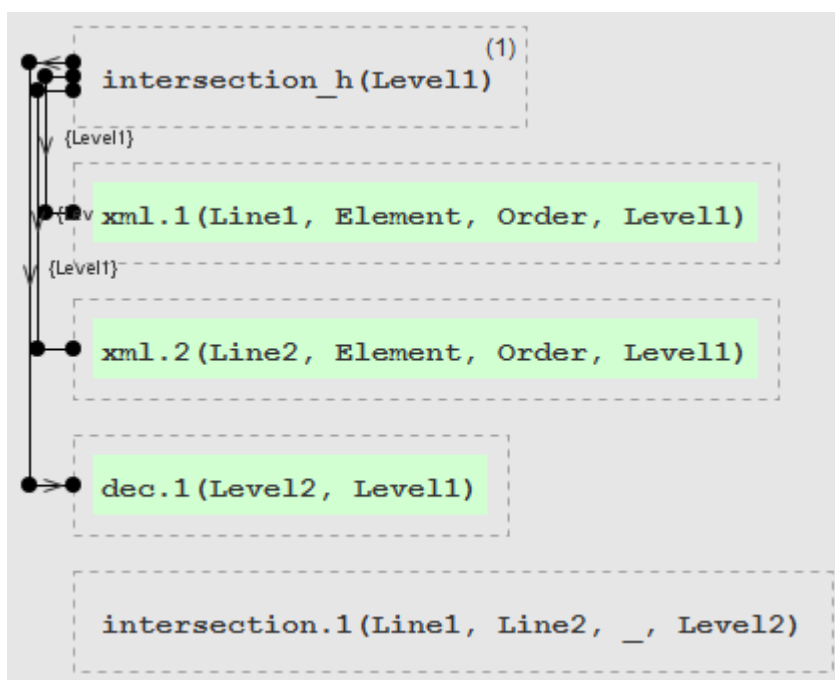 (1)
intersection_h(Level1)
{Level1}
{Lev
xml.1(Line1, Element, Order, Level1)
{Level1}
xml.2(Line2, Element, Order, Level1)
dec.1(Level2, Level1)
intersection.1(Line1, Line2, _, Level2)